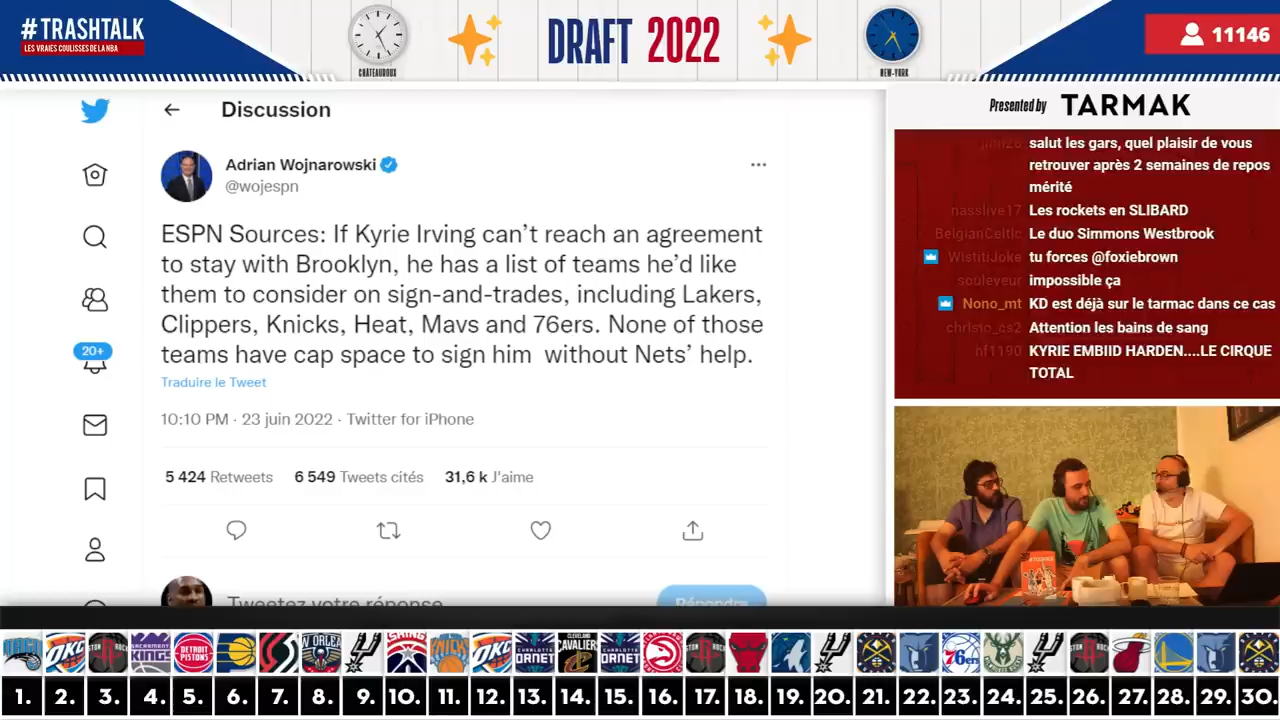 #TRASHTALK
LES VRAIES COULISSES DE LA NBA
CHÂTEAUROUX
DRAFT 2022
NEW-YORK
11146
Discussion
Adrian Wojnarowski
@wojespn
ESPN Sources: If Kyrie Irving can’t reach an agreement
to stay with Brooklyn, he has a list of teams he’d like
them to consider on sign-and-trades, including Lakers,
Clippers, Knicks, Heat, Mavs and 76ers. None of those
teams have cap space to sign him without Nets’ help.
Traduire le Tweet
10:10 PM · 23 juin 2022 · Twitter for iPhone
5 424 Retweets 6 549 Tweets cités 31,6 k J'aime
20+
Tweetez votre réponse
Répondre
Presented by TARMAK
salut les gars, quel plaisir de vous
retrouver après 2 semaines de repos
mérité
nasslive17 Les rockets en SLIBARD
BelgianCeltic Le duo Simmons Westbrook
WistitiJoke tu forces @foxiebrown
souleveur impossible ça
Nono_mt KD est déjà sur le tarmac dans ce cas
christo_cs2 Attention les bains de sang
nf1190 KYRIE EMBIID HARDEN....LE CIRQUE
TOTAL
1. 2. 3. 4. 5. 6. 7. 8. 9. 10. 11. 12. 13. 14. 15. 16. 17. 18. 19. 20. 21. 22. 23. 24. 25. 26. 27. 28. 29. 30.